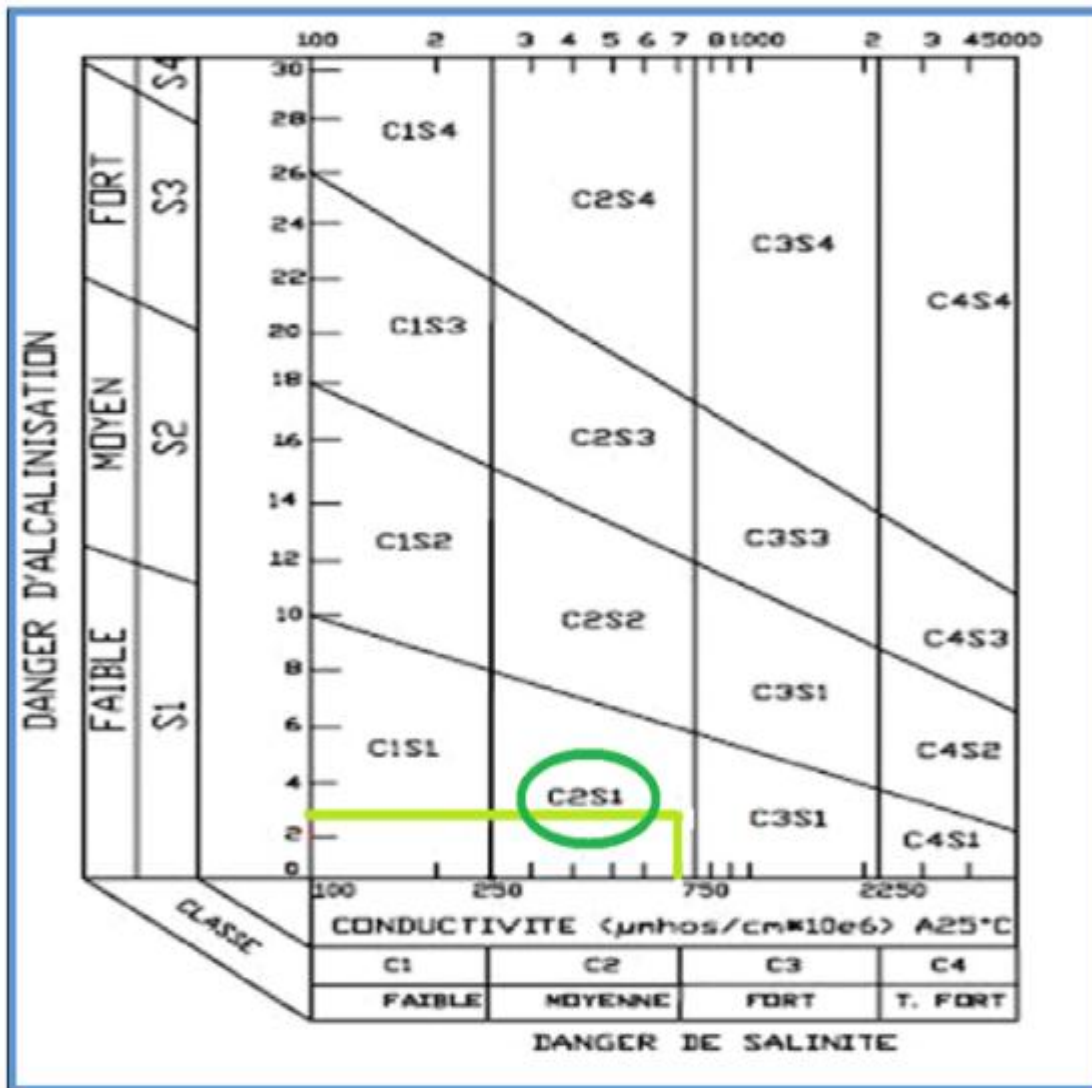 100 2 3 4 5 6 7 8 1000 2 3 4 5000
30
28
26
24
22
20
18
16
14
12
10
8
6
4
2
0
C1S4
C2S4
C3S4
C4S4
C1S3
C2S3
C3S3
C4S3
C1S2
C2S2
C3S1
C4S2
C1S1
C2S1
C3S1
C4S1
DANGER D'ALCALINISATION
FORT
MOYEN
FAIBLE
S4
S3
S2
S1
100 250 750 2250
CLASSE
CONDUCTIVITE (µmhos/cm*10e6) A25°C
C1 C2 C3 C4
FAIBLE MOYENNE FORT T. FORT
DANGER DE SALINITE